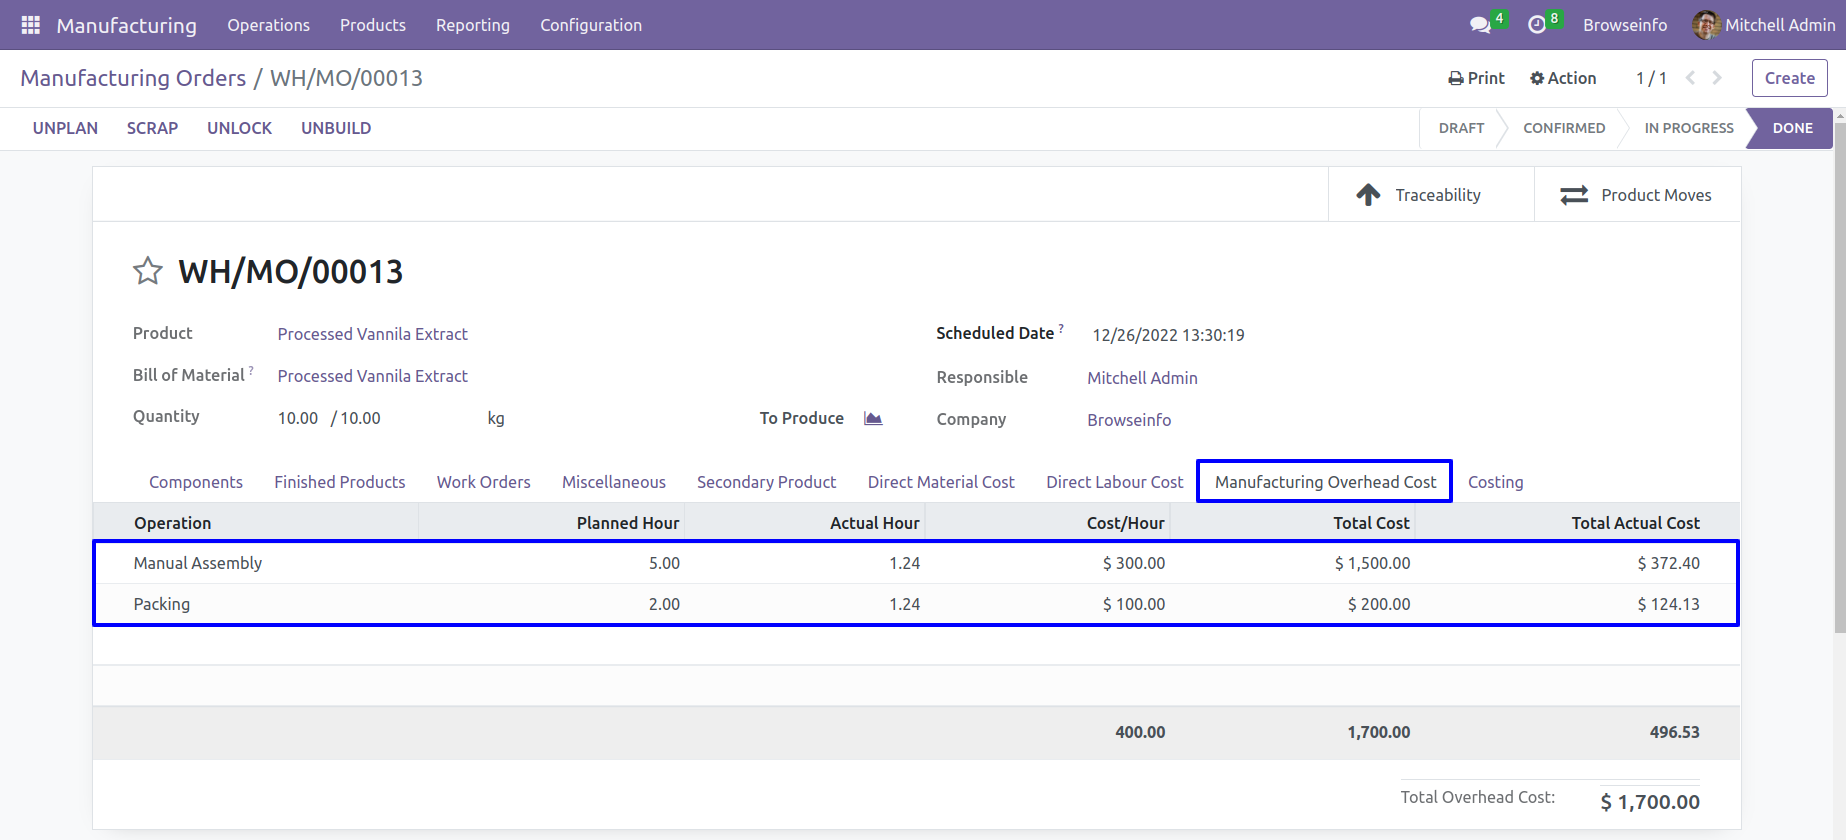 Manufacturing Operations Products Reporting Configuration 4 8 Browseinfo Mitchell Admin
Manufacturing Orders / WH/MO/00013 Print Action 1 / 1 Create
UNPLAN SCRAP UNLOCK UNBUILD DRAFT CONFIRMED IN PROGRESS DONE
Traceability Product Moves
WH/MO/00013
Product Processed Vannila Extract Scheduled Date ? 12/26/2022 13:30:19
Bill of Material ? Processed Vannila Extract Responsible Mitchell Admin
Quantity 10.00 / 10.00 kg To Produce Company Browseinfo
Components Finished Products Work Orders Miscellaneous Secondary Product Direct Material Cost Direct Labour Cost Manufacturing Overhead Cost Costing
Operation Planned Hour Actual Hour Cost/Hour Total Cost Total Actual Cost
Manual Assembly 5.00 1.24 $ 300.00 $ 1,500.00 $ 372.40
Packing 2.00 1.24 $ 100.00 $ 200.00 $ 124.13
400.00 1,700.00 496.53
Total Overhead Cost: $ 1,700.00